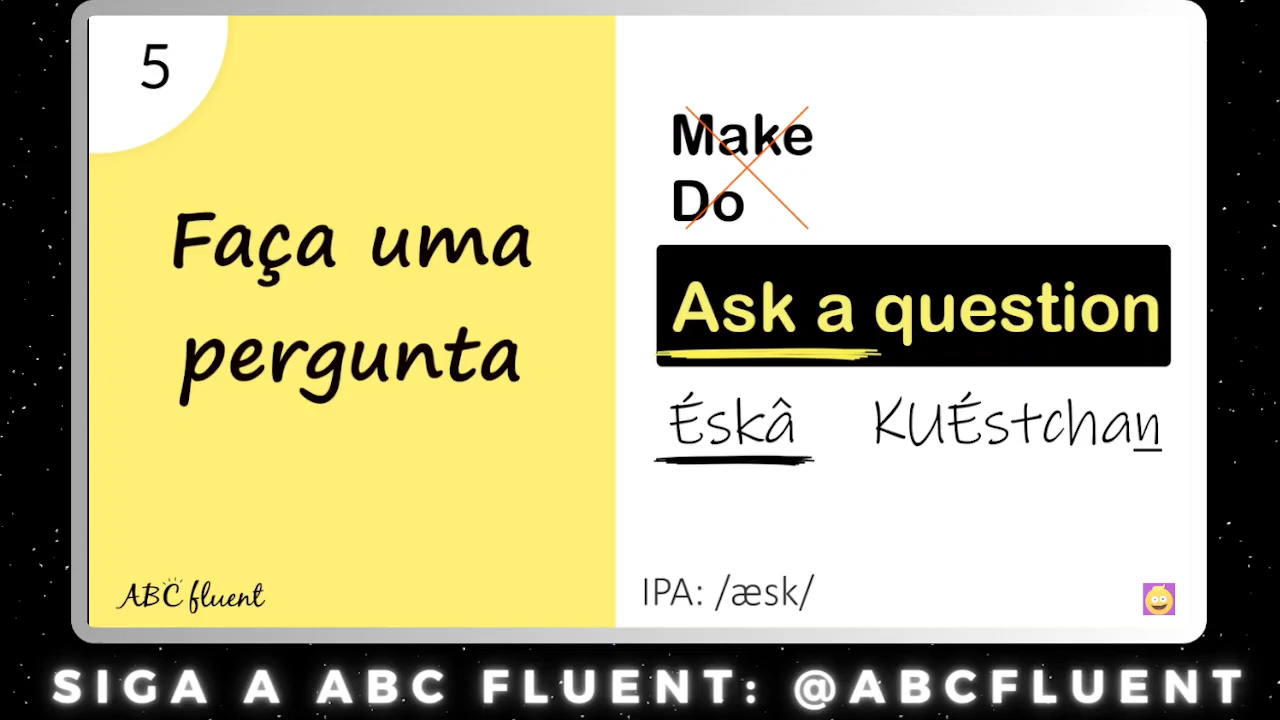 5
Faça uma
pergunta
Make
Do
Ask a question
Éskâ KUÉstchan
IPA: /æsk/
ABC fluent
SIGA A ABC FLUENT: @ABCFLUENT